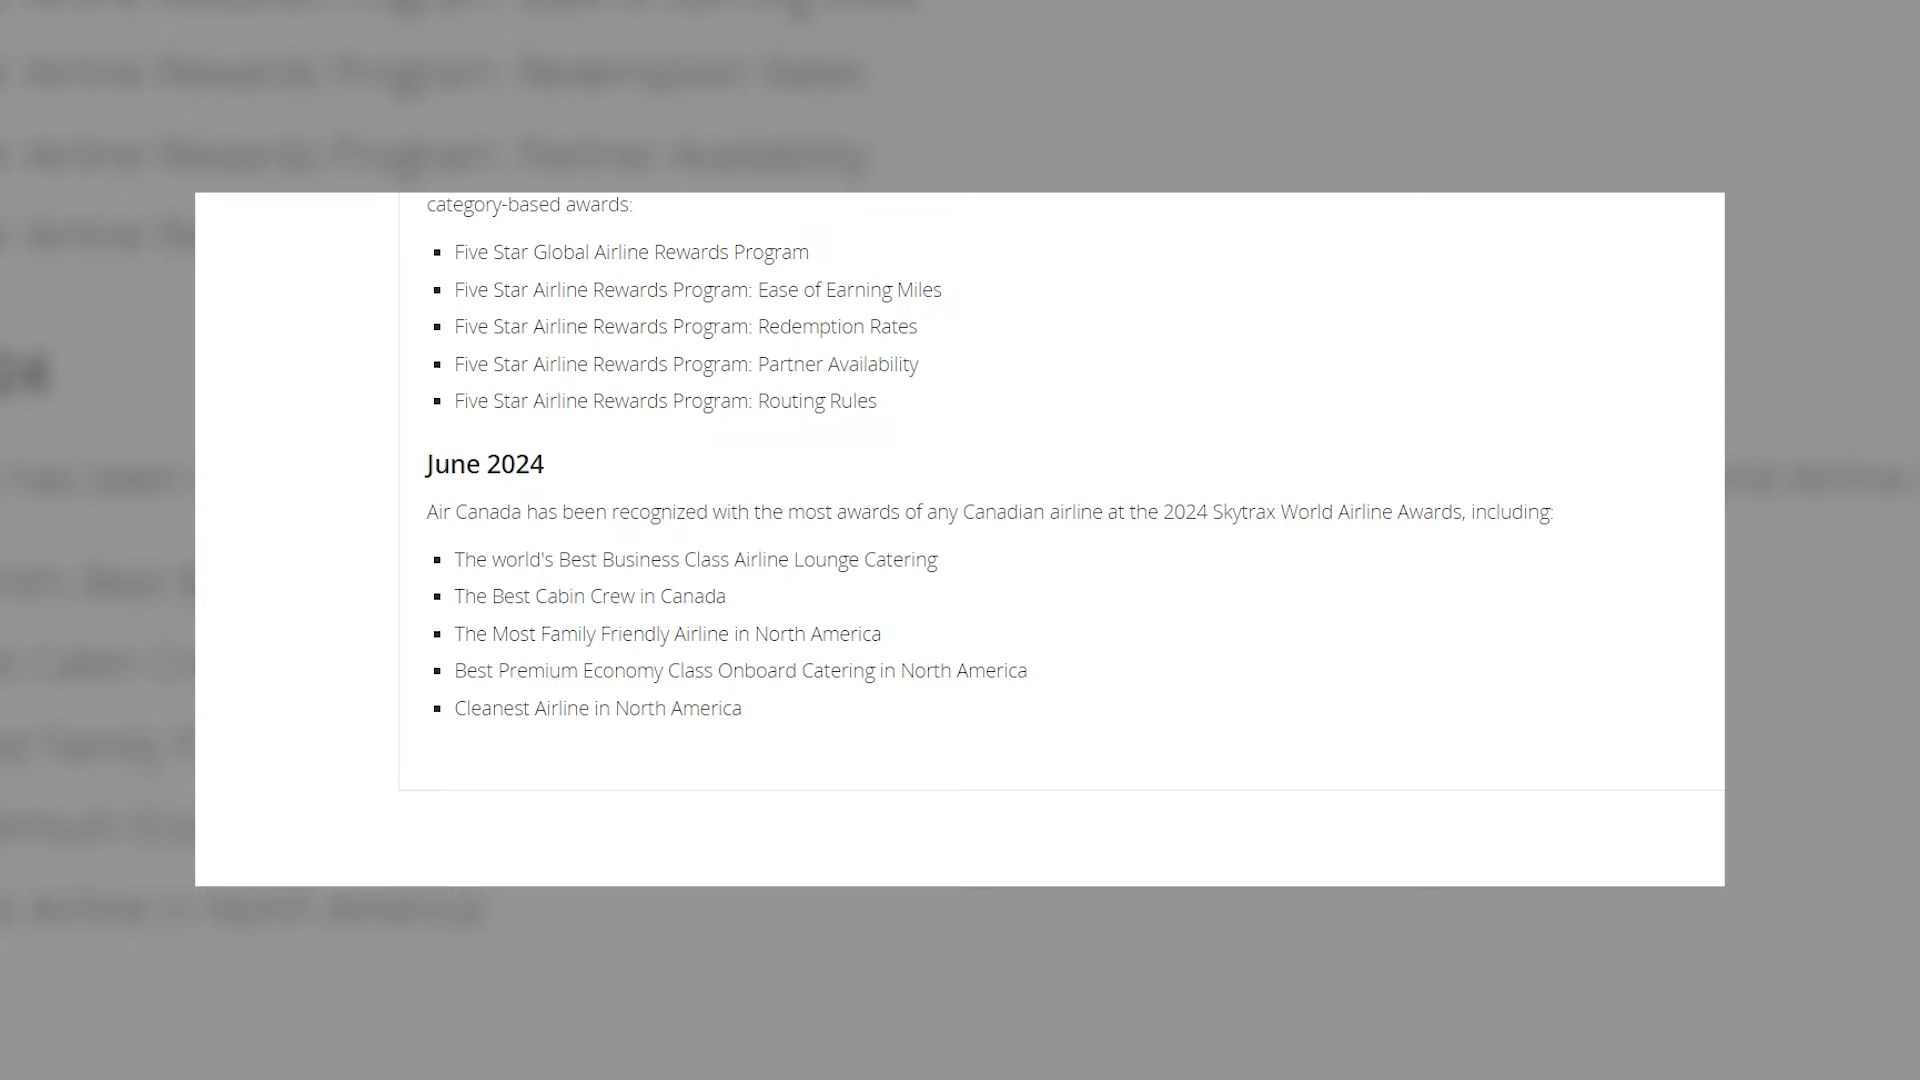 category-based awards:
Five Star Global Airline Rewards Program
Five Star Airline Rewards Program: Ease of Earning Miles
Five Star Airline Rewards Program: Redemption Rates
Five Star Airline Rewards Program: Partner Availability
Five Star Airline Rewards Program: Routing Rules
June 2024
Air Canada has been recognized with the most awards of any Canadian airline at the 2024 Skytrax World Airline Awards, including:
The world's Best Business Class Airline Lounge Catering
The Best Cabin Crew in Canada
The Most Family Friendly Airline in North America
Best Premium Economy Class Onboard Catering in North America
Cleanest Airline in North America